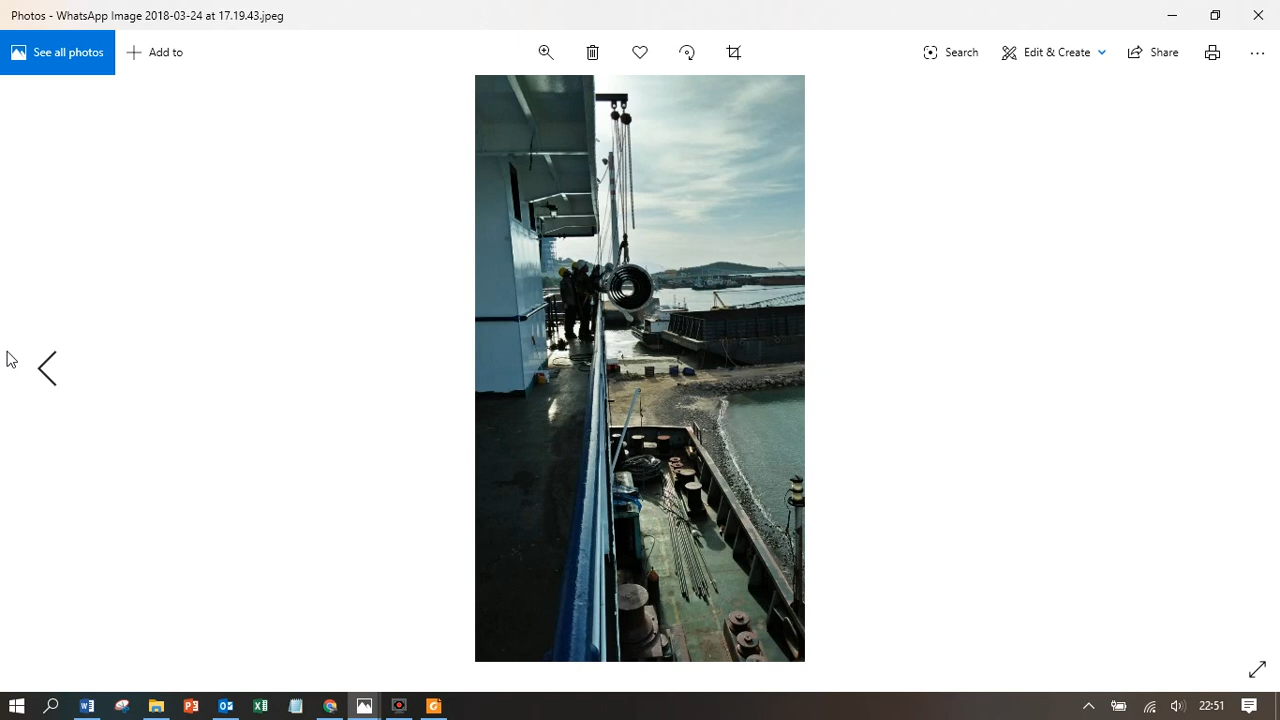 Photos - WhatsApp Image 2018-03-24 at 17.19.43.jpeg
See all photos
Add to
Search
Edit & Create
Share
22:51